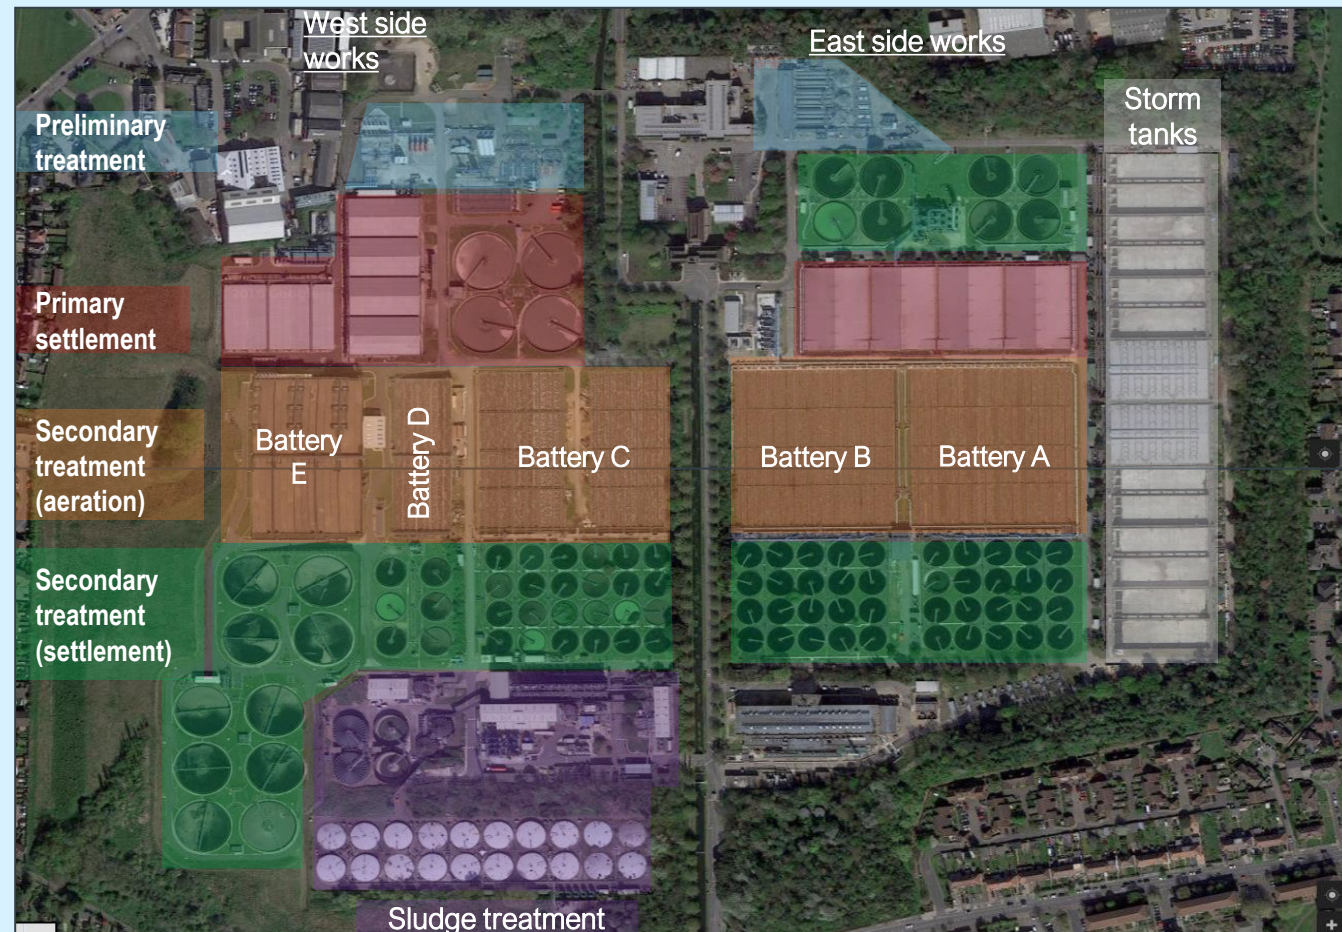 West side
works
East side works
Storm
tanks
Preliminary
treatment
Primary
settlement
Secondary
treatment
(aeration)
Battery
E
Battery D
Battery C
Battery B
Battery A
Secondary
treatment
(settlement)
Sludge treatment